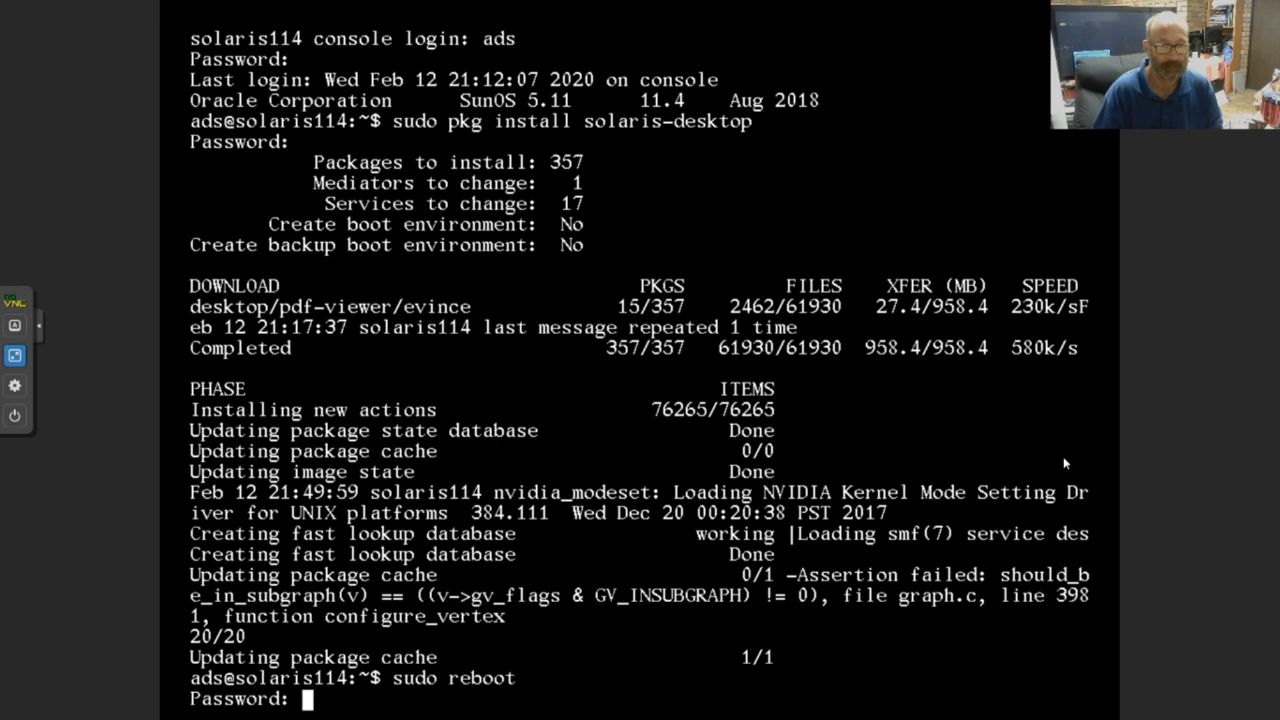 solaris114 console login: ads
Password:
Last login: Wed Feb 12 21:12:07 2020 on console
Oracle Corporation      SunOS 5.11      11.4    Aug 2018
ads@solaris114:~$ sudo pkg install solaris-desktop
Password:
Packages to install: 357
Mediators to change:   1
Services to change:  17
Create boot environment:  No
Create backup boot environment:  No
DOWNLOAD                                PKGS         FILES    XFER (MB)   SPEED
desktop/pdf-viewer/evince             15/357    2462/61930   27.4/958.4  230k/sF
eb 12 21:17:37 solaris114 last message repeated 1 time
Completed                            357/357   61930/61930  958.4/958.4  580k/s
PHASE                                          ITEMS
Installing new actions                   76265/76265
Updating package state database                 Done
Updating package cache                           0/0
Updating image state                            Done
Feb 12 21:49:59 solaris114 nvidia_modeset: Loading NVIDIA Kernel Mode Setting Dr
iver for UNIX platforms  384.111  Wed Dec 20 00:20:38 PST 2017
Creating fast lookup database                working |Loading smf(7) service des
Creating fast lookup database                   Done
Updating package cache                           0/1 -Assertion failed: should_b
e_in_subgraph(v) == ((v->gv_flags & GV_INSUBGRAPH) != 0), file graph.c, line 398
1, function configure_vertex
20/20
Updating package cache                           1/1
ads@solaris114:~$ sudo reboot
Password:
no
VNC
A